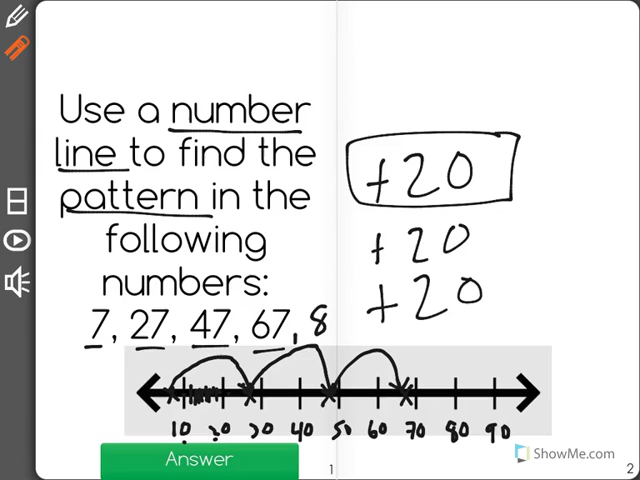 Use a number
line to find the
pattern in the
following
numbers:
7, 27, 47, 67, 8
+20
+20
+20
10 20 30 40 50 60 70 80 90
Answer
1
ShowMe.com
2